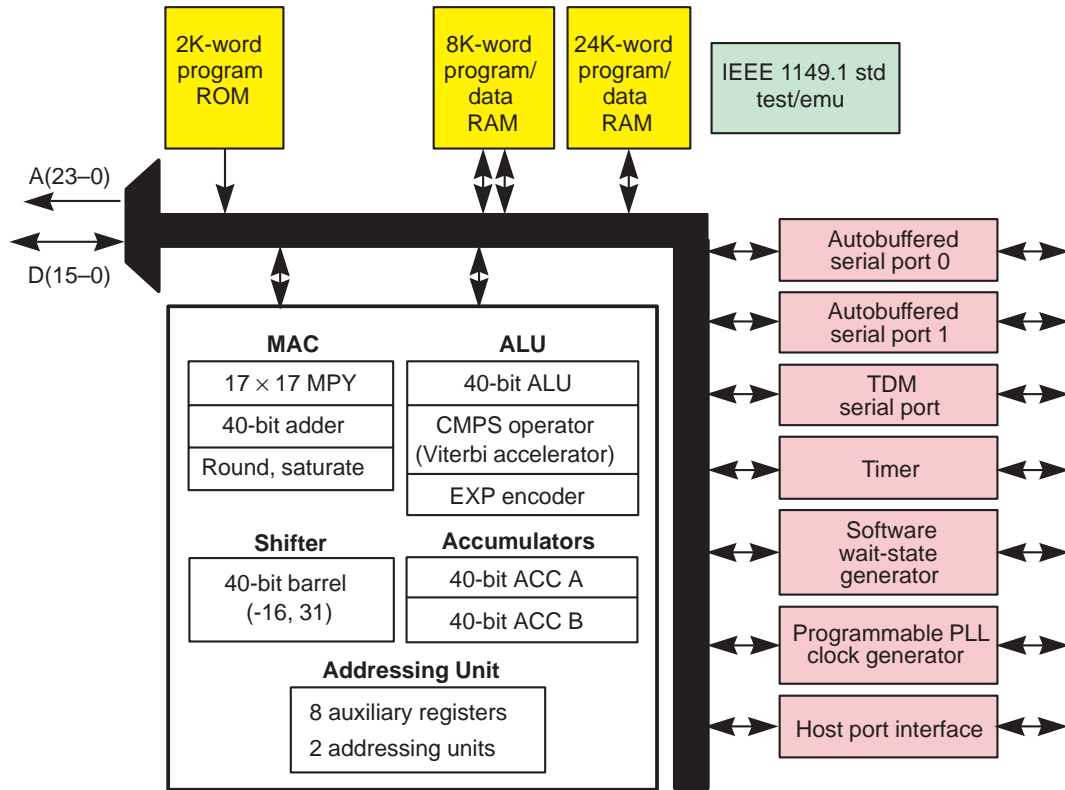 2K-word
program
ROM
8K-word
program/
data
RAM
24K-word
program/
data
RAM
IEEE 1149.1 std
test/emu
A(23–0)
D(15–0)
Autobuffered
serial port 0
Autobuffered
serial port 1
TDM
serial port
Timer
Software
wait-state
generator
Programmable PLL
clock generator
Host port interface
MAC
17 × 17 MPY
40-bit adder
Round, saturate
ALU
40-bit ALU
CMPS operator
(Viterbi accelerator)
EXP encoder
Shifter
40-bit barrel
(-16, 31)
Accumulators
40-bit ACC A
40-bit ACC B
Addressing Unit
8 auxiliary registers
2 addressing units